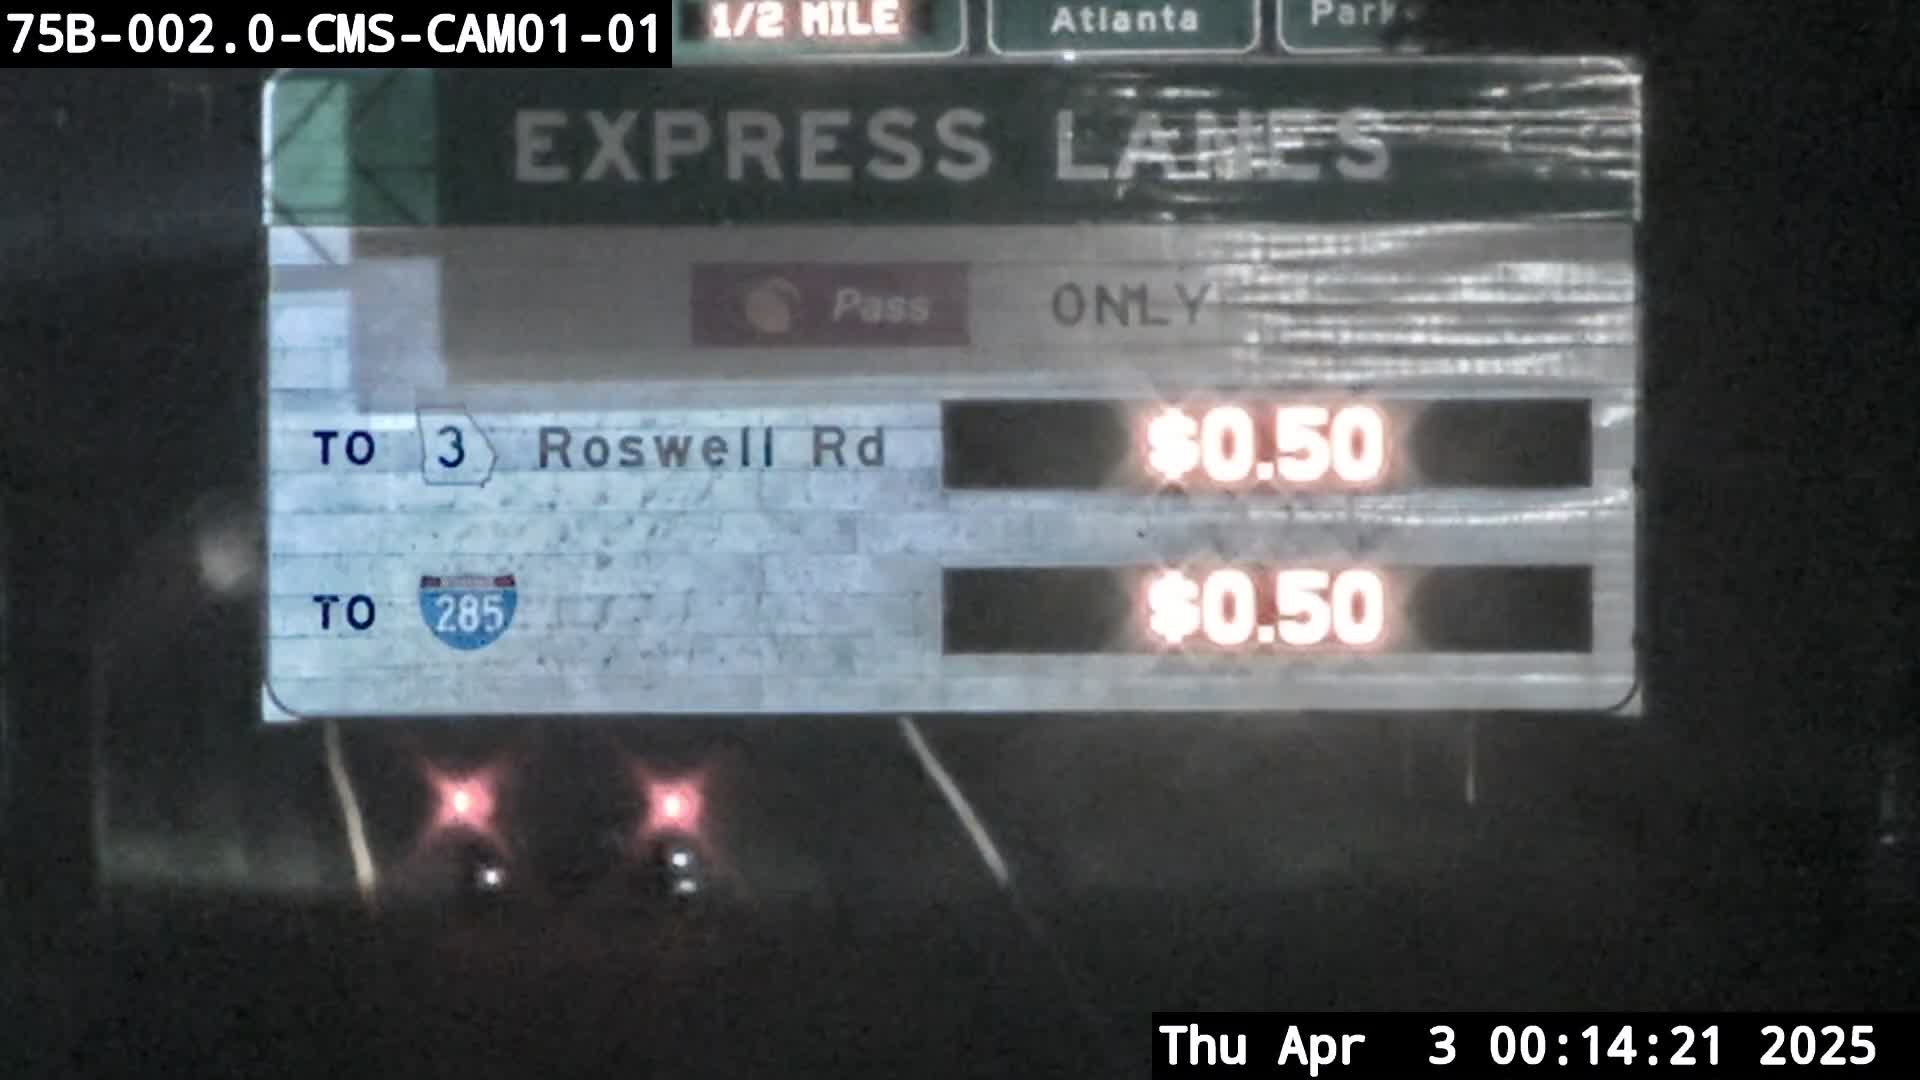 75B-002.0-CMS-CAM01-01
1/2 MILE
Atlanta
Park
EXPRESS LANES
Pass ONLY
TO 3 Roswell Rd $0.50
TO 285 $0.50
Thu Apr 3 00:14:21 2025